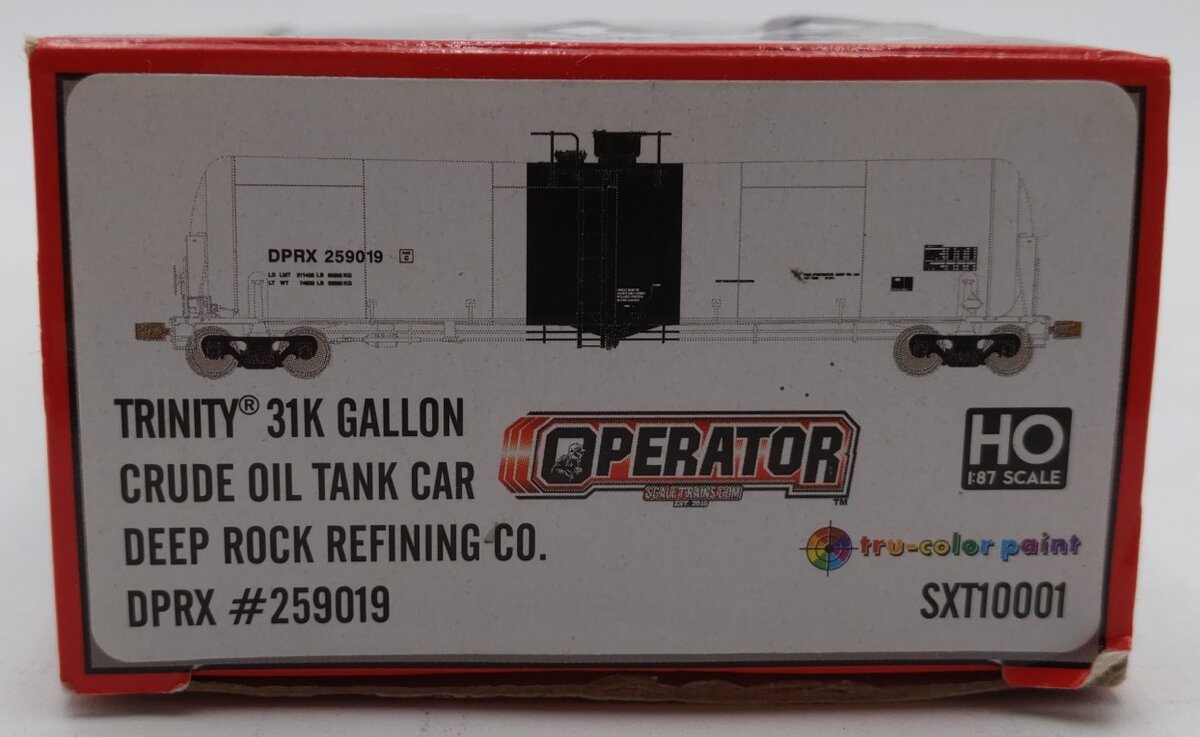 DPRX 259019
TRINITY® 31K GALLON
CRUDE OIL TANK CAR
DEEP ROCK REFINING CO.
DPRX #259019
OPERATOR
SCALETRAINS.COM
TM
HO
1:87 SCALE
tru-color paint
SXT10001